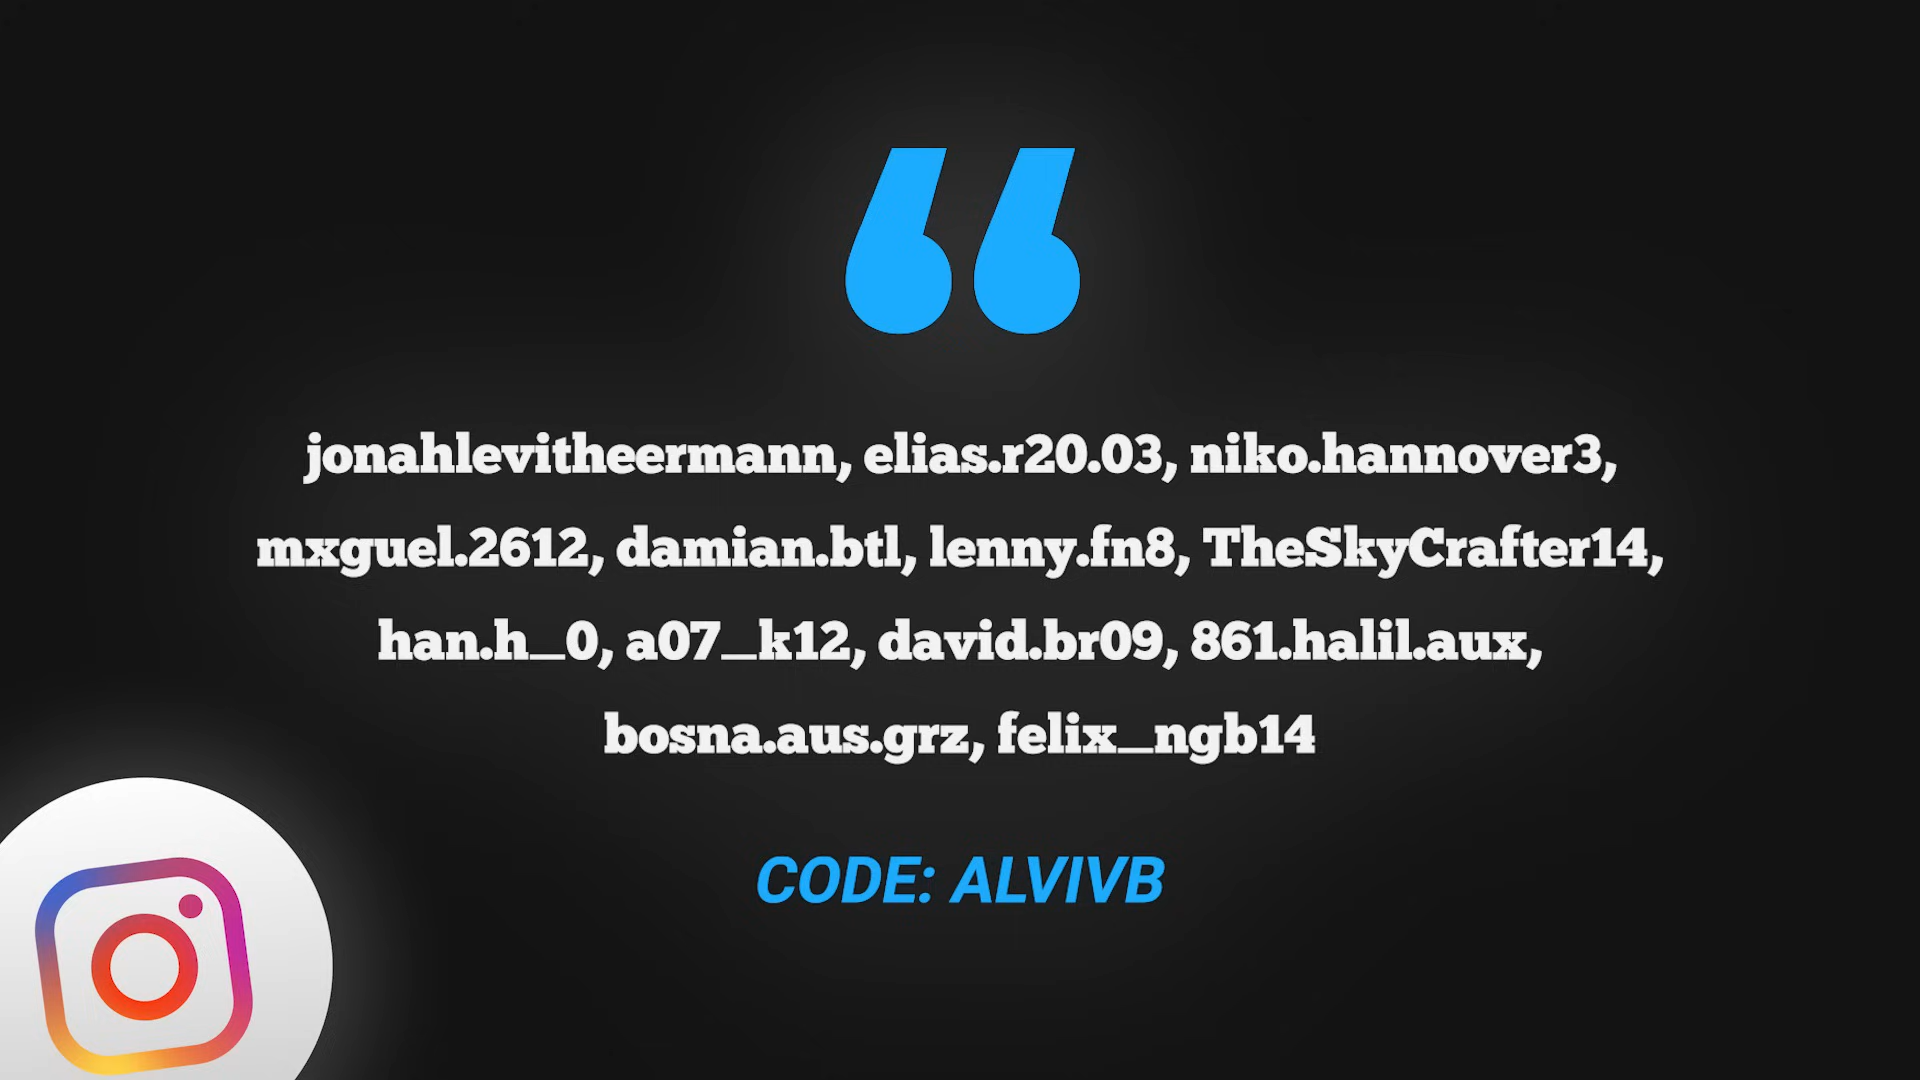 “
jonahlevitheermann, elias.r20.03, niko.hannover3,
mxguel.2612, damian.btl, lenny.fn8, TheSkyCrafter14,
han.h_0, a07_k12, david.br09, 861.halil.aux,
bosna.aus.grz, felix_ngb14
CODE: ALVIVB